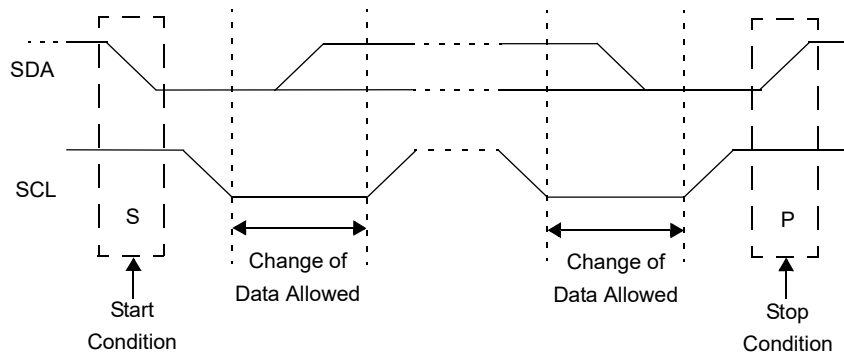 SDA
SCL
S
P
Change of
Data Allowed
Change of
Data Allowed
Start
Condition
Stop
Condition